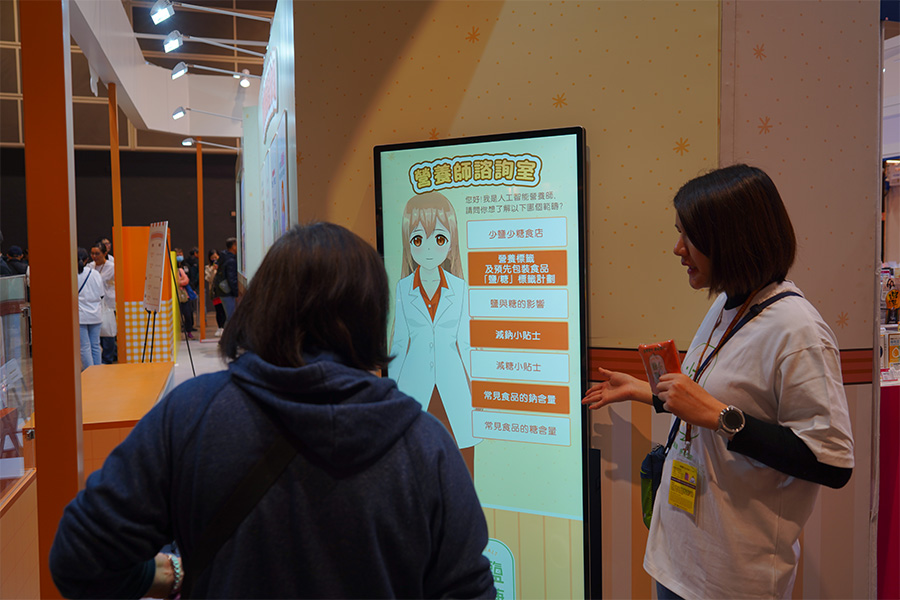 營養師諮詢室
您好！我是人工智能營養師，
請問你想了解以下邊個範疇？
少鹽少糖食店
營養標籤
及預先包裝食品
「鹽/糖」標籤計劃
鹽與糖的影響
減鈉小貼士
減糖小貼士
常見食品的鈉含量
常見食品的糖含量